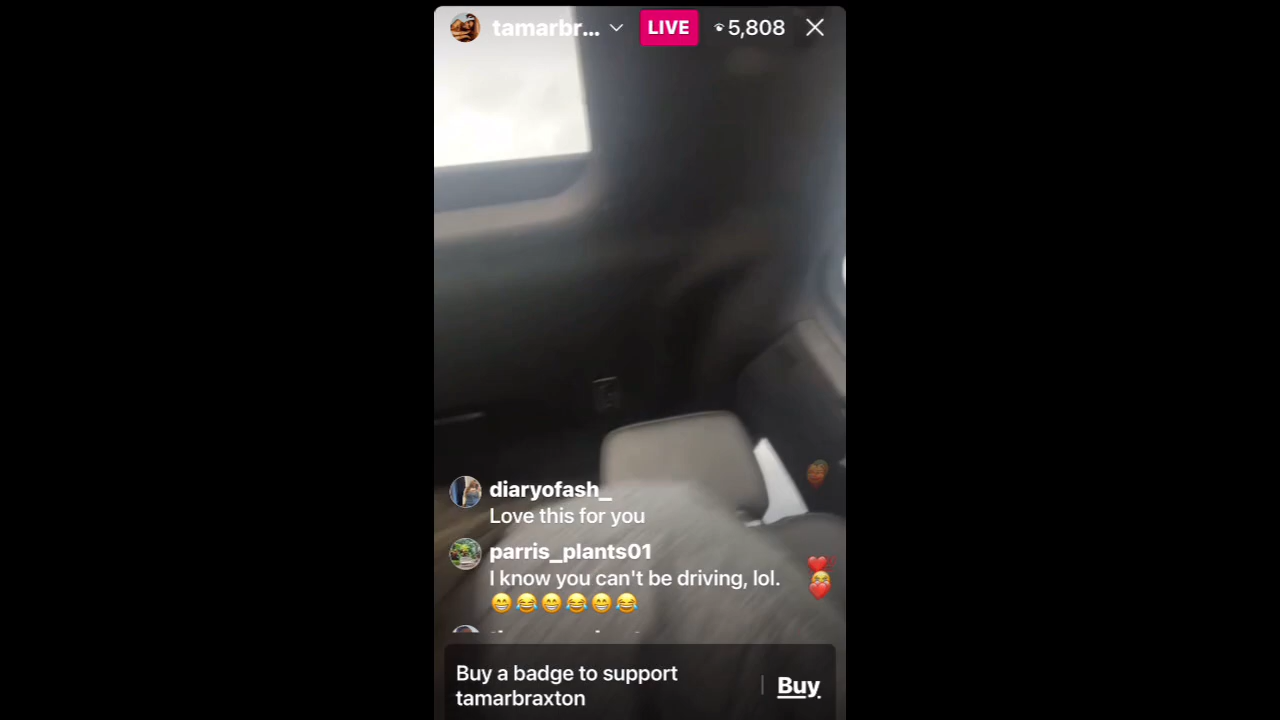 tamarbr...
LIVE
5,808
diaryofash_
Love this for you
parris_plants01
I know you can't be driving, lol.
😁😂😁😂😁😂
Buy a badge to support
tamarbraxton
Buy